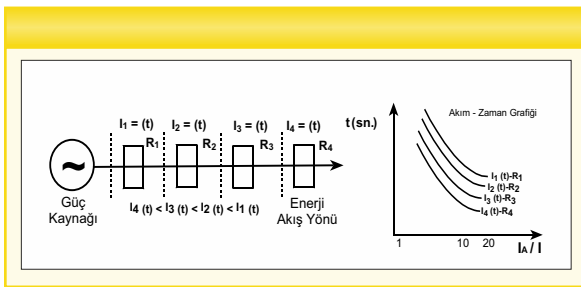 I1 = (t) I2 = (t) I3 = (t) I4 = (t)
R1 R2 R3 R4
~
Güç
Kaynağı
I4 (t) < I3 (t) < I2 (t) < I1 (t)
Enerji
Akış Yönü
t (sn.)
Akım - Zaman Grafiği
I1 (t)-R1
I2 (t)-R2
I3 (t)-R3
I4 (t)-R4
1 10 20
IA / I